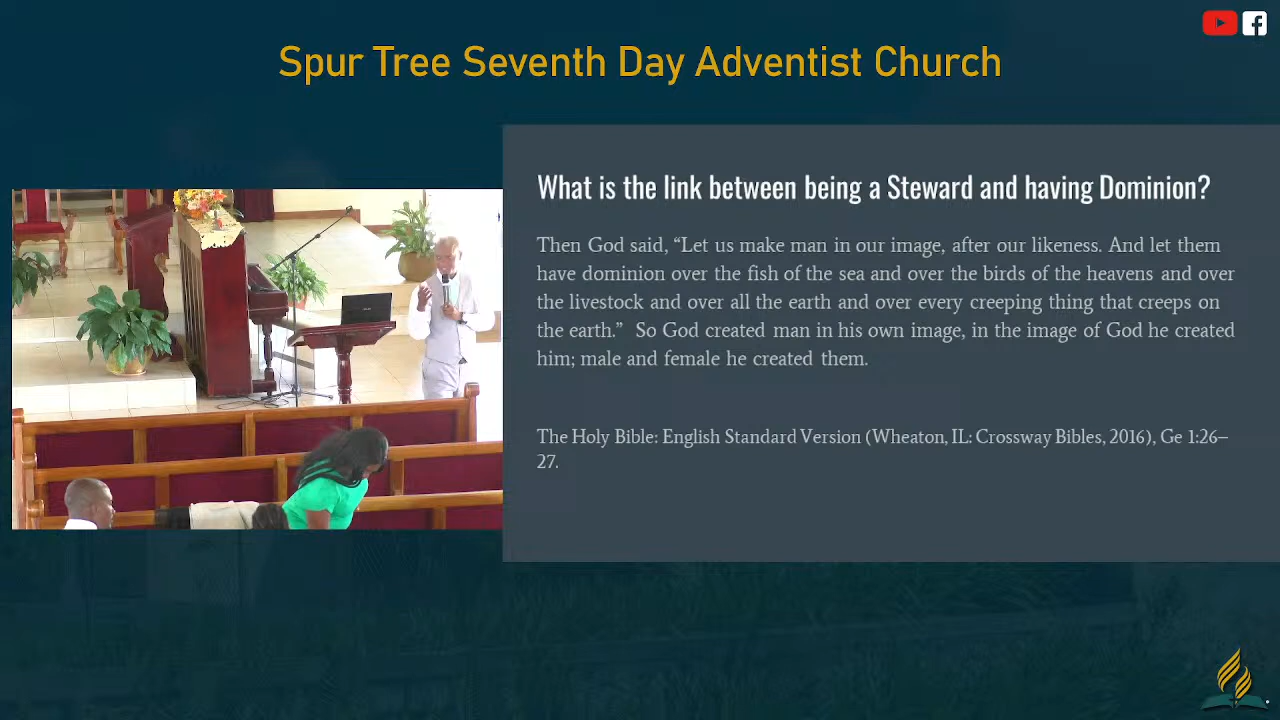 Spur Tree Seventh Day Adventist Church
What is the link between being a Steward and having Dominion?
Then God said, “Let us make man in our image, after our likeness. And let them
have dominion over the fish of the sea and over the birds of the heavens and over
the livestock and over all the earth and over every creeping thing that creeps on
the earth.”  So God created man in his own image, in the image of God he created
him; male and female he created them.
The Holy Bible: English Standard Version (Wheaton, IL: Crossway Bibles, 2016), Ge 1:26–
27.